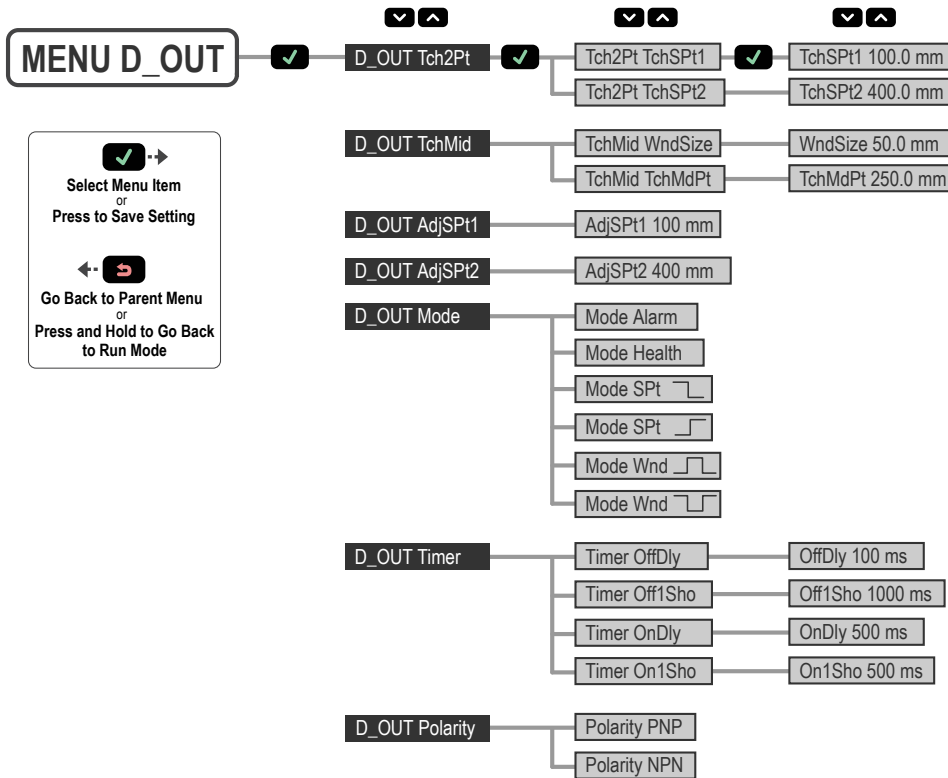 MENU D_OUT
D_OUT Tch2Pt
Tch2Pt TchSPt1
TchSPt1 100.0 mm
Tch2Pt TchSPt2
TchSPt2 400.0 mm
Select Menu Item
or
Press to Save Setting
Go Back to Parent Menu
or
Press and Hold to Go Back
to Run Mode
D_OUT TchMid
TchMid WndSize
WndSize 50.0 mm
TchMid TchMdPt
TchMdPt 250.0 mm
D_OUT AdjSPt1
AdjSPt1 100 mm
D_OUT AdjSPt2
AdjSPt2 400 mm
D_OUT Mode
Mode Alarm
Mode Health
Mode SPt
Mode SPt
Mode Wnd
Mode Wnd
D_OUT Timer
Timer OffDly
OffDly 100 ms
Timer Off1Sho
Off1Sho 1000 ms
Timer OnDly
OnDly 500 ms
Timer On1Sho
On1Sho 500 ms
D_OUT Polarity
Polarity PNP
Polarity NPN